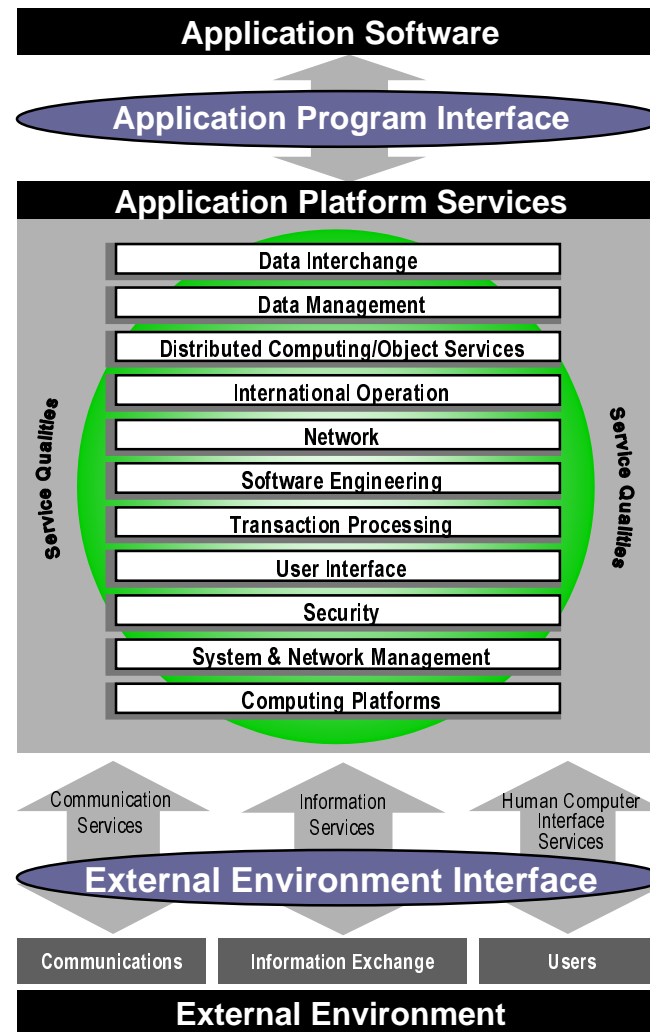 Application Software
Application Program Interface
Application Platform Services
Data Interchange
Data Management
Distributed Computing/Object Services
International Operation
Network
Software Engineering
Transaction Processing
User Interface
Security
System & Network Management
Computing Platforms
Service Qualities
Service Qualities
Communication
Services
Information
Services
Human Computer
Interface
Services
External Environment Interface
Communications
Information Exchange
Users
External Environment